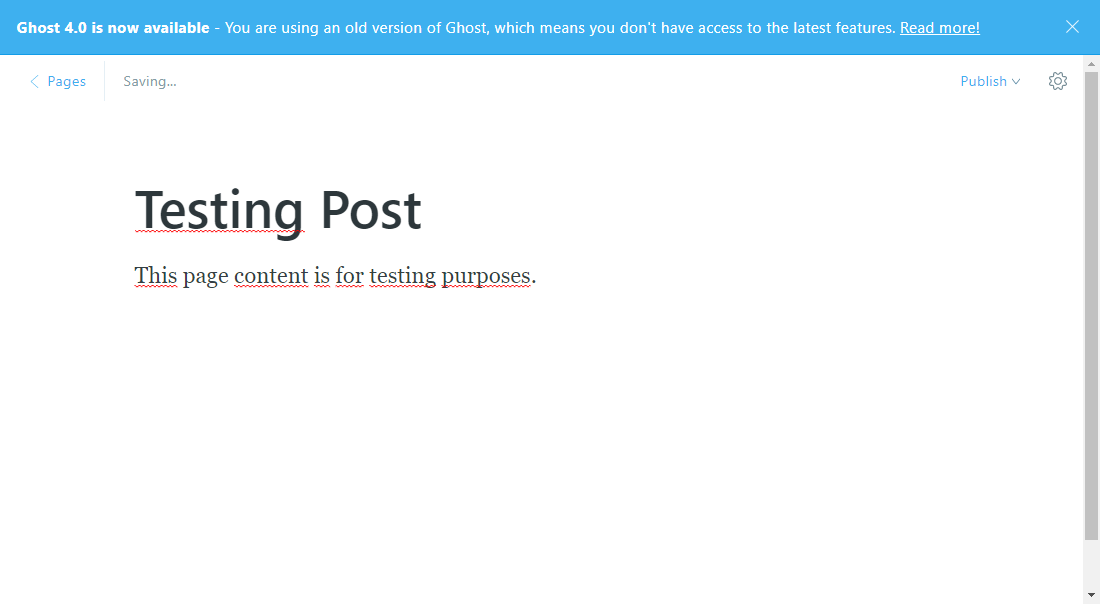 Ghost 4.0 is now available - You are using an old version of Ghost, which means you don't have access to the latest features. Read more!
Pages
Saving...
Publish
Testing Post
This page content is for testing purposes.